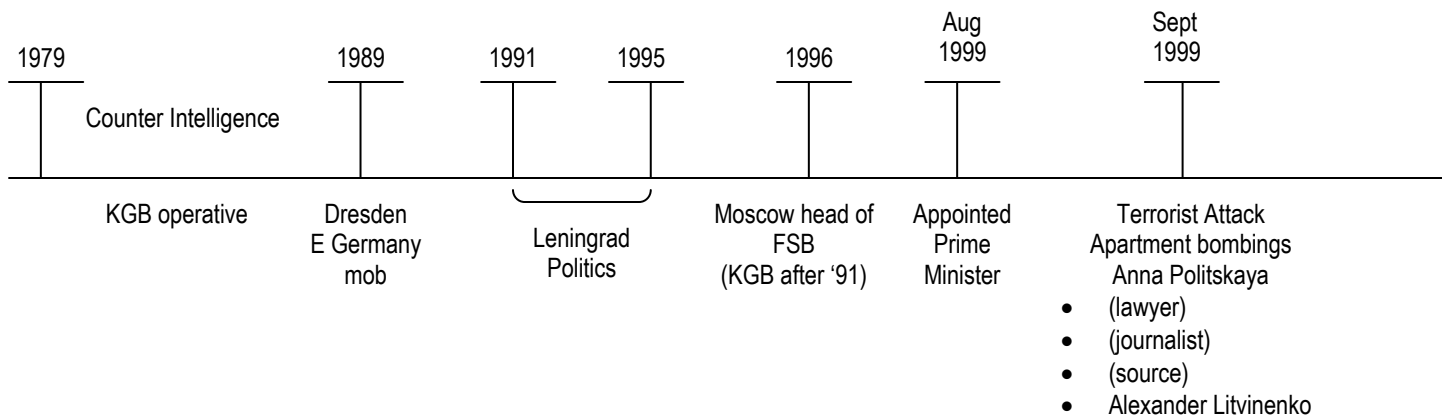 1979
1989
1991
1995
1996
Aug
1999
Sept
1999
Counter Intelligence
KGB operative
Dresden
E Germany
mob
Leningrad
Politics
Moscow head of
FSB
(KGB after ‘91)
Appointed
Prime
Minister
Terrorist Attack
Apartment bombings
Anna Politskaya
• (lawyer)
• (journalist)
• (source)
• Alexander Litvinenko